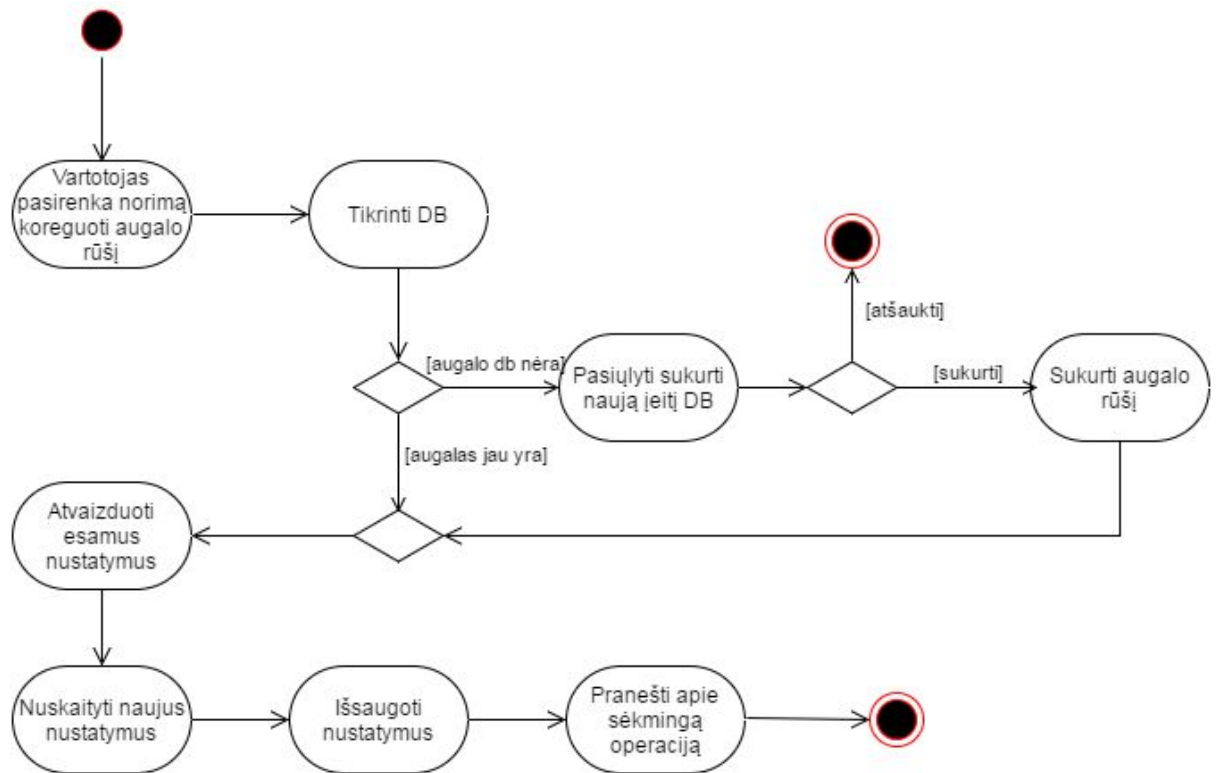 Vartotojas
pasirenka norimą
koreguoti augalo
rūšį
Tikrinti DB
[atšaukti]
[augalo db nėra]
Pasiųlyti sukurti
naują įeitį DB
[sukurti]
Sukurti augalo
rūšį
[augalas jau yra]
Atvaizduoti
esamus
nustatymus
Nuskaityti naujus
nustatymus
Išsaugoti
nustatymus
Pranešti apie
sėkmingą
operaciją